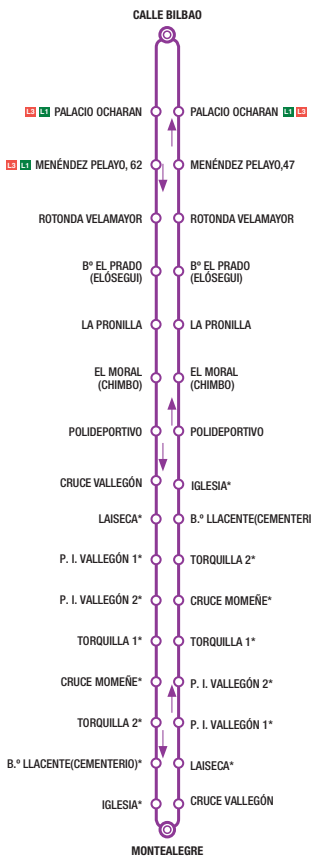 CALLE BILBAO
L3 L1 PALACIO OCHARAN
PALACIO OCHARAN L1 L3
L3 L1 MENÉNDEZ PELAYO, 62
MENÉNDEZ PELAYO,47
ROTONDA VELAMAYOR
ROTONDA VELAMAYOR
Bº EL PRADO
(ELÓSEGUI)
Bº EL PRADO
(ELÓSEGUI)
LA PRONILLA
LA PRONILLA
EL MORAL
(CHIMBO)
EL MORAL
(CHIMBO)
POLIDEPORTIVO
POLIDEPORTIVO
CRUCE VALLEGÓN
IGLESIA*
LAISECA*
B.º LLACENTE(CEMENTERI
P. I. VALLEGÓN 1*
TORQUILLA 2*
P. I. VALLEGÓN 2*
CRUCE MOMEÑE*
TORQUILLA 1*
TORQUILLA 1*
CRUCE MOMEÑE*
P. I. VALLEGÓN 2*
TORQUILLA 2*
P. I. VALLEGÓN 1*
B.º LLACENTE(CEMENTERIO)*
LAISECA*
IGLESIA*
CRUCE VALLEGÓN
MONTEALEGRE